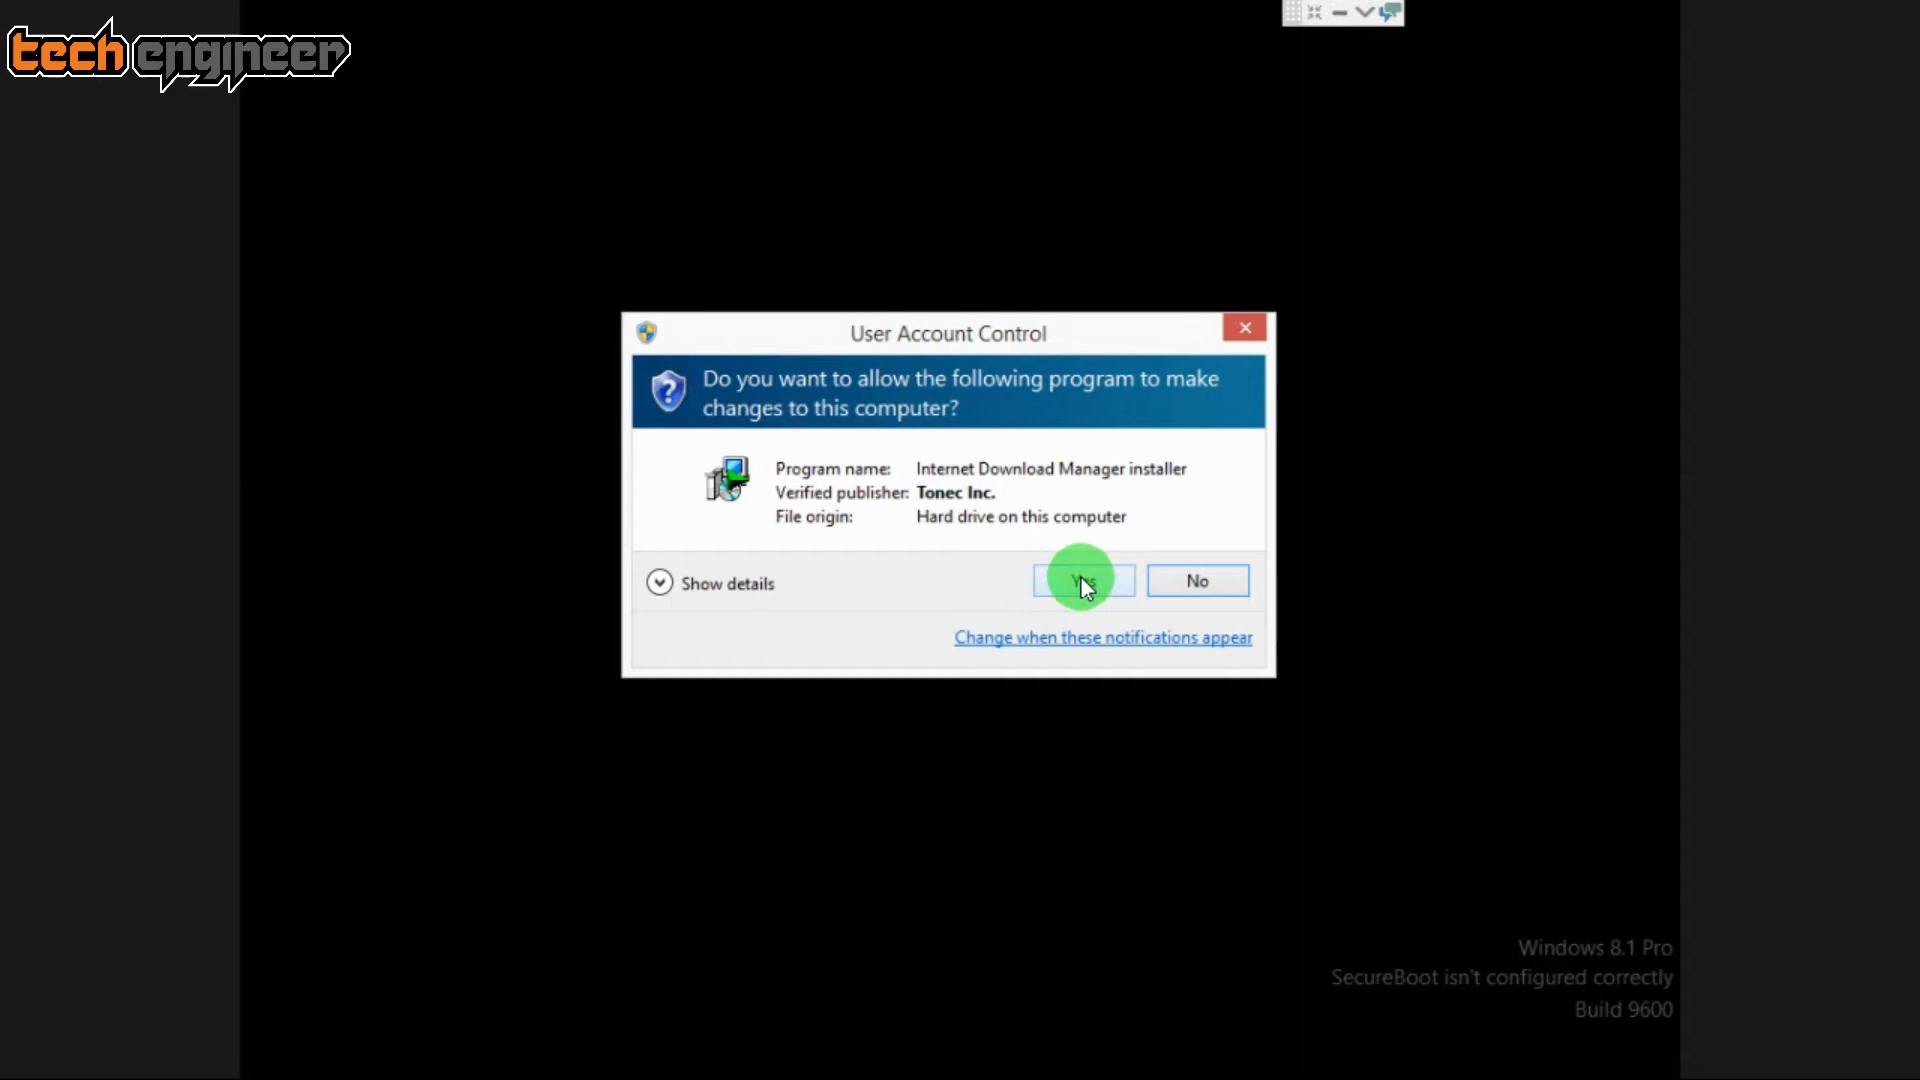 tech engineer
User Account Control
Do you want to allow the following program to make
changes to this computer?
Program name: Internet Download Manager installer
Verified publisher: Tonec Inc.
File origin: Hard drive on this computer
Show details
Yes
No
Change when these notifications appear
Windows 8.1 Pro
SecureBoot isn't configured correctly
Build 9600